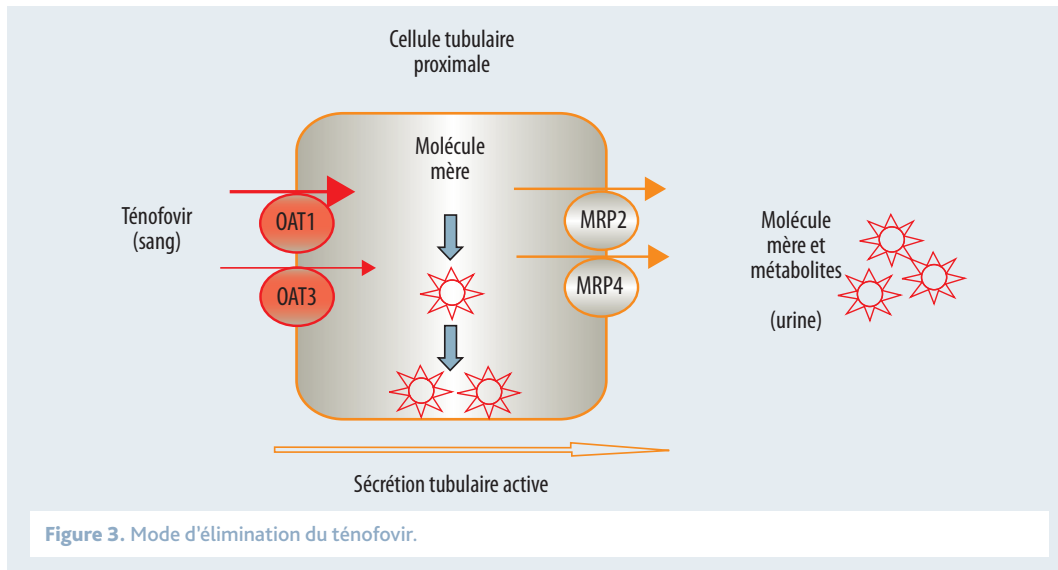 Cellule tubulaire
proximale
Molécule
mère
Ténofovir
(sang)
OAT1
OAT3
MRP2
MRP4
Molécule
mère et
métabolites
(urine)
Sécrétion tubulaire active
Figure 3. Mode d'élimination du ténofovir.